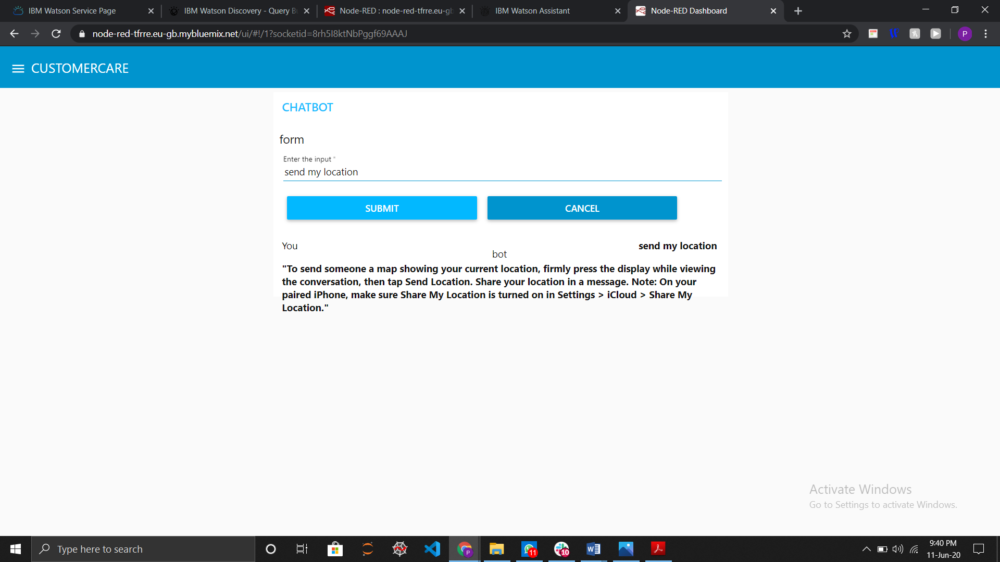 IBM Watson Service Page
IBM Watson Discovery - Query B
Node-RED : node-red-tfrre.eu-gb
IBM Watson Assistant
Node-RED Dashboard
node-red-tfrre.eu-gb.mybluemix.net/ui/#!/1?socketid=8rh5I8ktNbPggf69AAAJ
P
CUSTOMERCARE
CHATBOT
form
Enter the input *
send my location
SUBMIT
CANCEL
You
send my location
bot
"To send someone a map showing your current location, firmly press the display while viewing
the conversation, then tap Send Location. Share your location in a message. Note: On your
paired iPhone, make sure Share My Location is turned on in Settings > iCloud > Share My
Location."
Activate Windows
Go to Settings to activate Windows.
Type here to search
P
11
10
9:40 PM
11-Jun-20